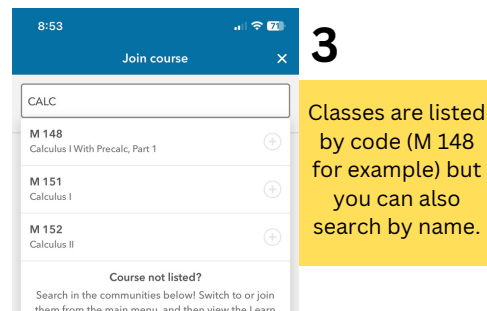 8:53
71
Join course
×
CALC
M 148
Calculus I With Precalc, Part 1
M 151
Calculus I
M 152
Calculus II
Course not listed?
Search in the communities below! Switch to or join
them from the main menu, and then view the Learn
3
Classes are listed
by code (M 148
for example) but
you can also
search by name.